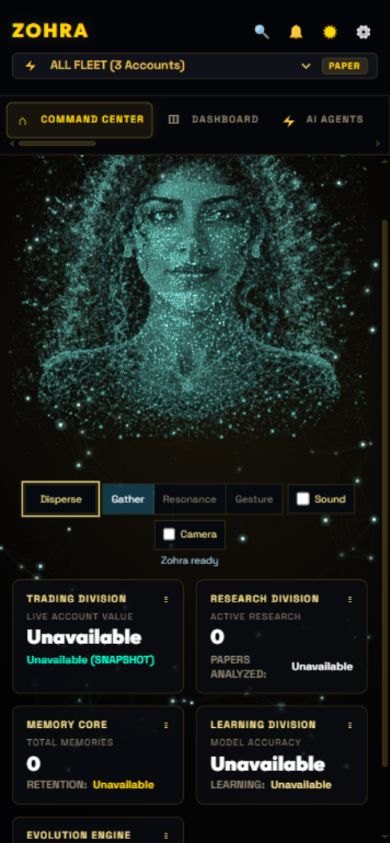 ZOHRA
ALL FLEET (3 Accounts)
PAPER
COMMAND CENTER
DASHBOARD
AI AGENTS
Disperse
Gather
Resonance
Gesture
Sound
Camera
Zohra ready
TRADING DIVISION
LIVE ACCOUNT VALUE
Unavailable
Unavailable (SNAPSHOT)
RESEARCH DIVISION
ACTIVE RESEARCH
0
PAPERS
ANALYZED:
Unavailable
MEMORY CORE
TOTAL MEMORIES
0
RETENTION: Unavailable
LEARNING DIVISION
MODEL ACCURACY
Unavailable
LEARNING: Unavailable
EVOLUTION ENGINE